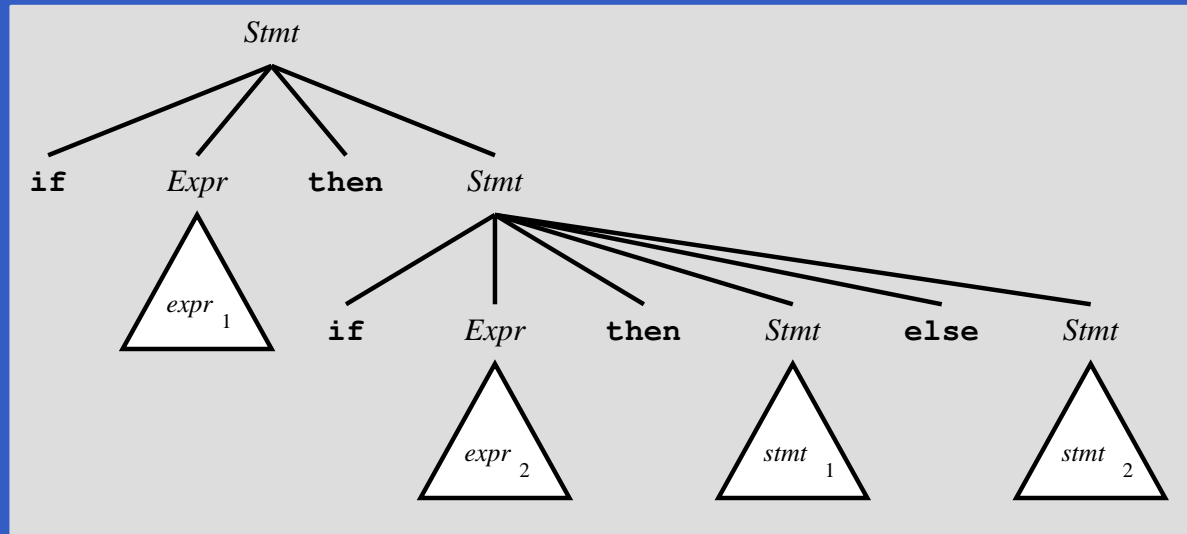 Stmt
if Expr then Stmt
expr 1
if Expr then Stmt else Stmt
expr 2 stmt 1 stmt 2